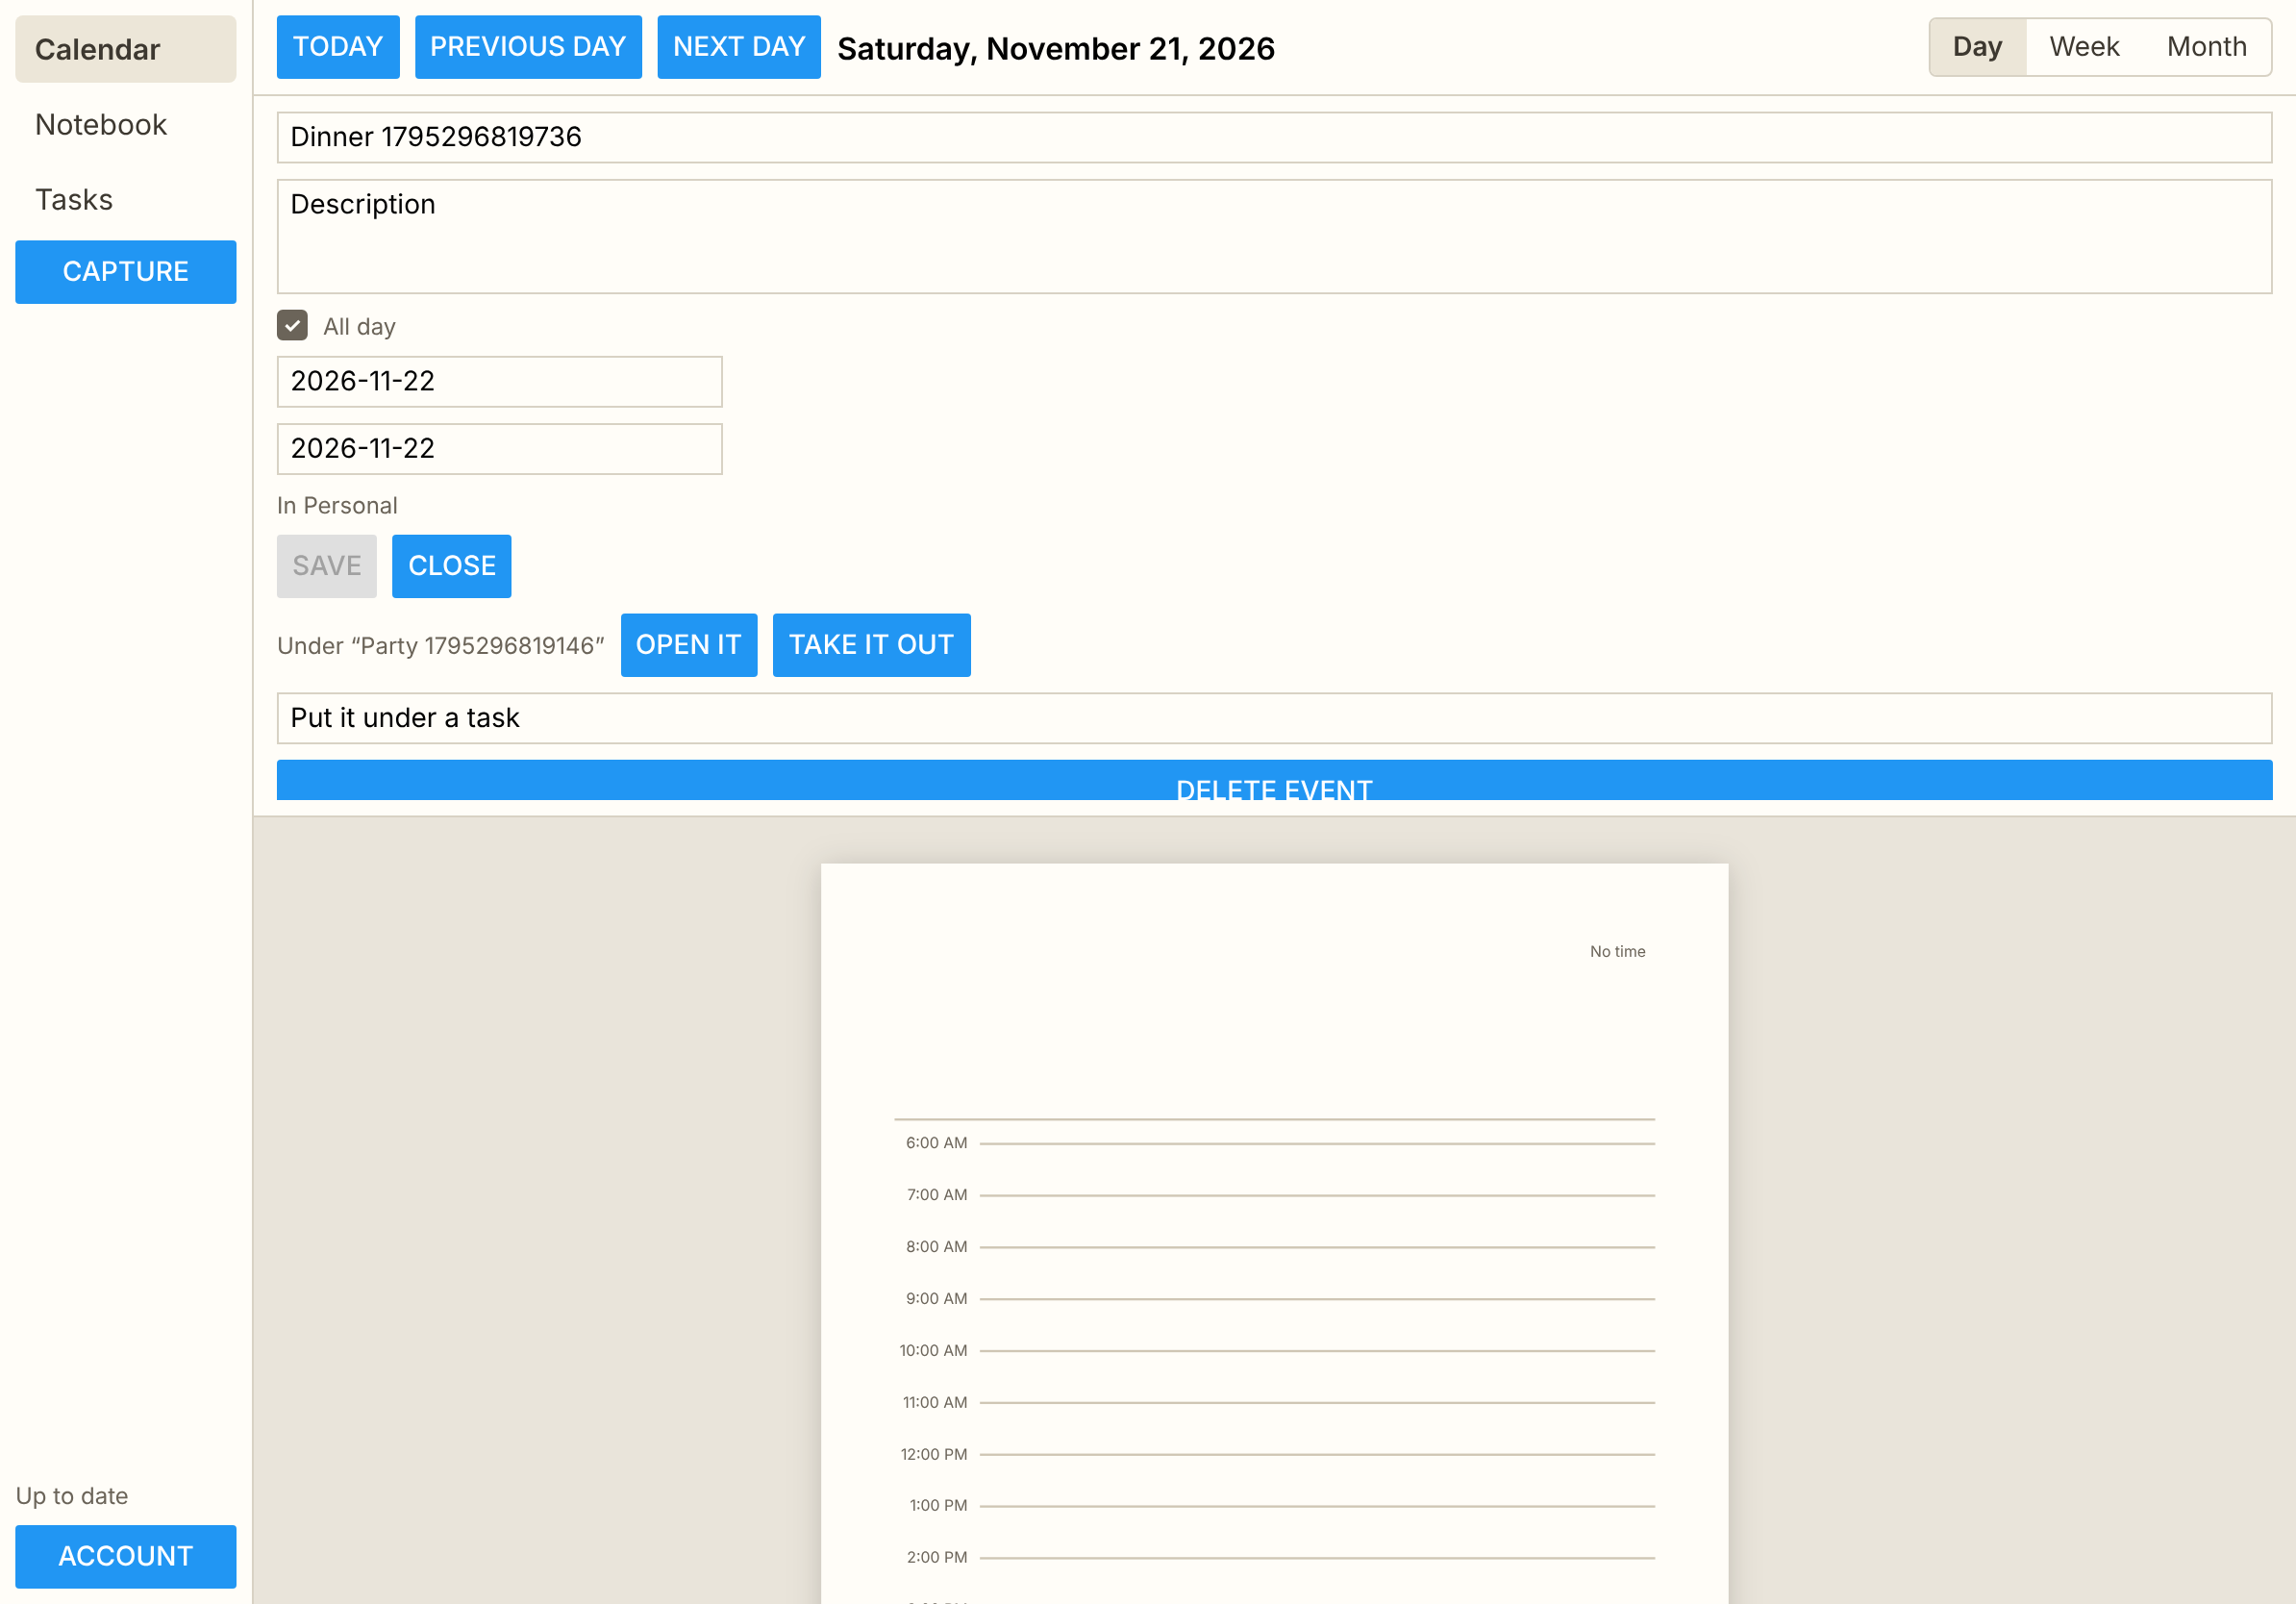 Calendar
Notebook
Tasks
CAPTURE
Up to date
ACCOUNT
TODAY PREVIOUS DAY NEXT DAY Saturday, November 21, 2026 Day Week Month
Dinner 1795296819736
Description
All day
2026-11-22
2026-11-22
In Personal
SAVE CLOSE
Under “Party 1795296819146” OPEN IT TAKE IT OUT
Put it under a task
DELETE EVENT
No time
6:00 AM
7:00 AM
8:00 AM
9:00 AM
10:00 AM
11:00 AM
12:00 PM
1:00 PM
2:00 PM